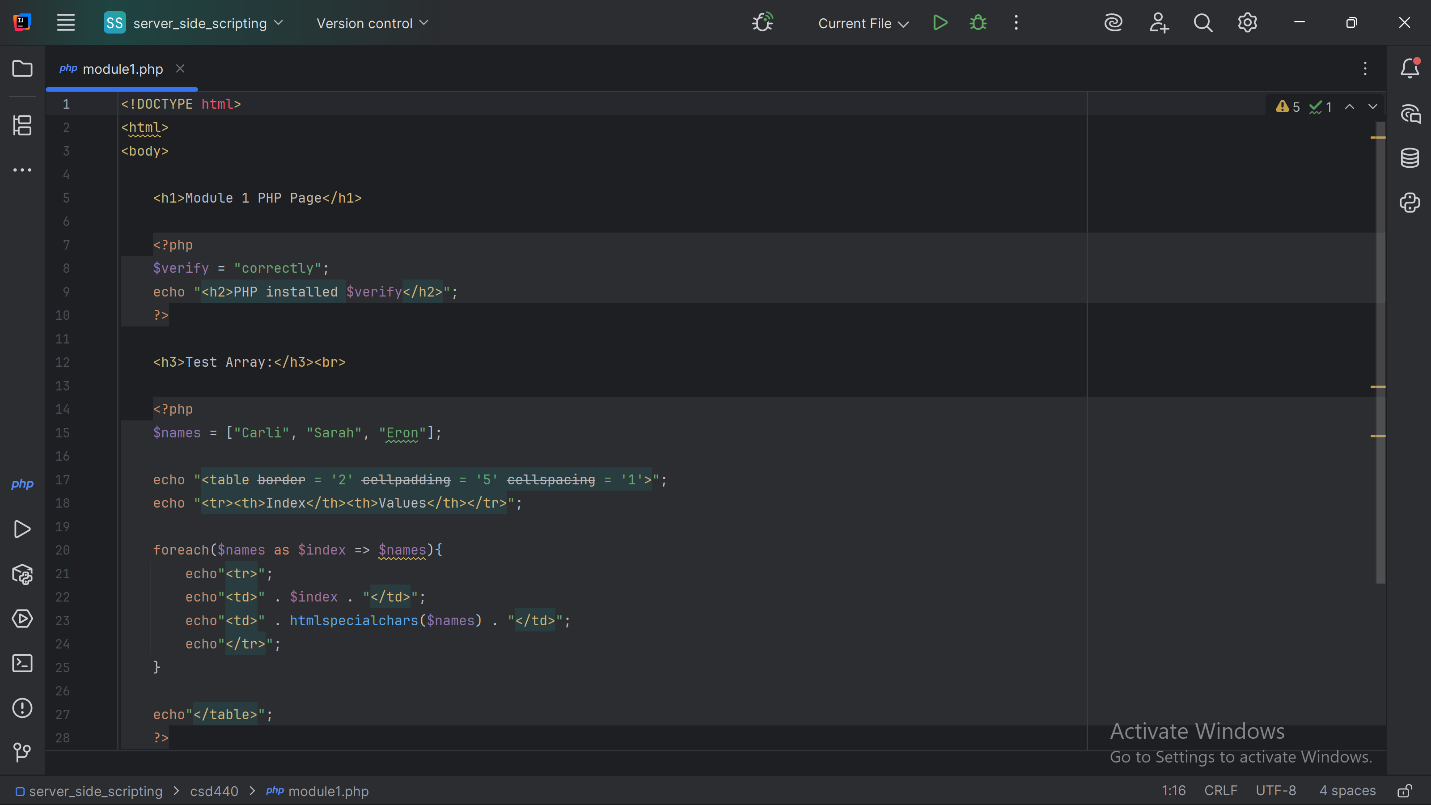 SS server_side_scripting Version control Current File
php module1.php
5 1
1 <!DOCTYPE html>
2 <html>
3 <body>
4
5 <h1>Module 1 PHP Page</h1>
6
7 <?php
8 $verify = "correctly";
9 echo "<h2>PHP installed $verify</h2>";
10 ?>
11
12 <h3>Test Array:</h3><br>
13
14 <?php
15 $names = ["Carli", "Sarah", "Eron"];
16
17 echo "<table border = '2' cellpadding = '5' cellspacing = '1'>";
18 echo "<tr><th>Index</th><th>Values</th></tr>";
19
20 foreach($names as $index => $names){
21 echo"<tr>";
22 echo"<td>" . $index . "</td>";
23 echo"<td>" . htmlspecialchars($names) . "</td>";
24 echo"</tr>";
25 }
26
27 echo"</table>";
28 ?>
php
Activate Windows
Go to Settings to activate Windows.
server_side_scripting > csd440 > php module1.php 1:16 CRLF UTF-8 4 spaces